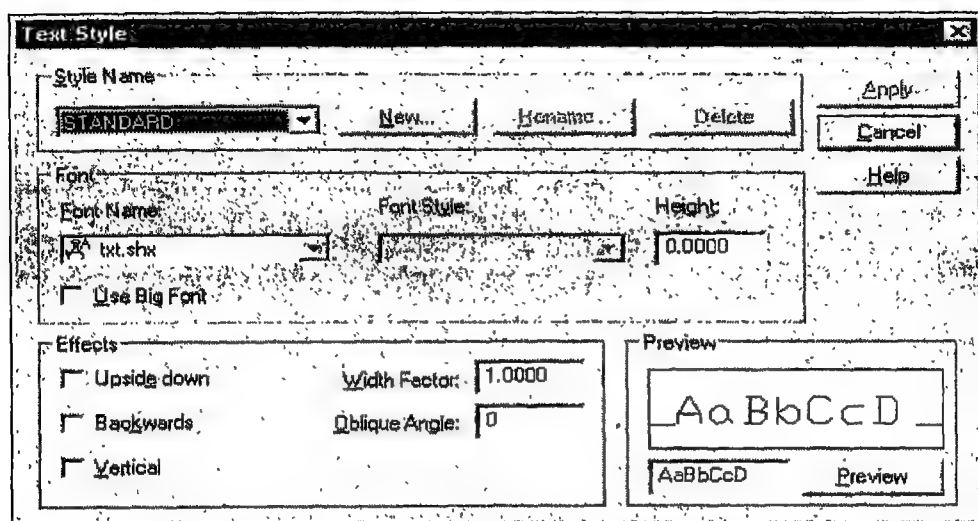 Text Style
Style Name
STANDARD
New...
Rename...
Delete
Apply
Cancel
Help
Font
Font Name:
Font Style:
Height:
txt.shx
0.0000
Use Big Font
Effects
Upside down
Width Factor: 1.0000
Backwards
Oblique Angle: 0
Vertical
Preview
AaBbCcD
AaBbCcD
Preview